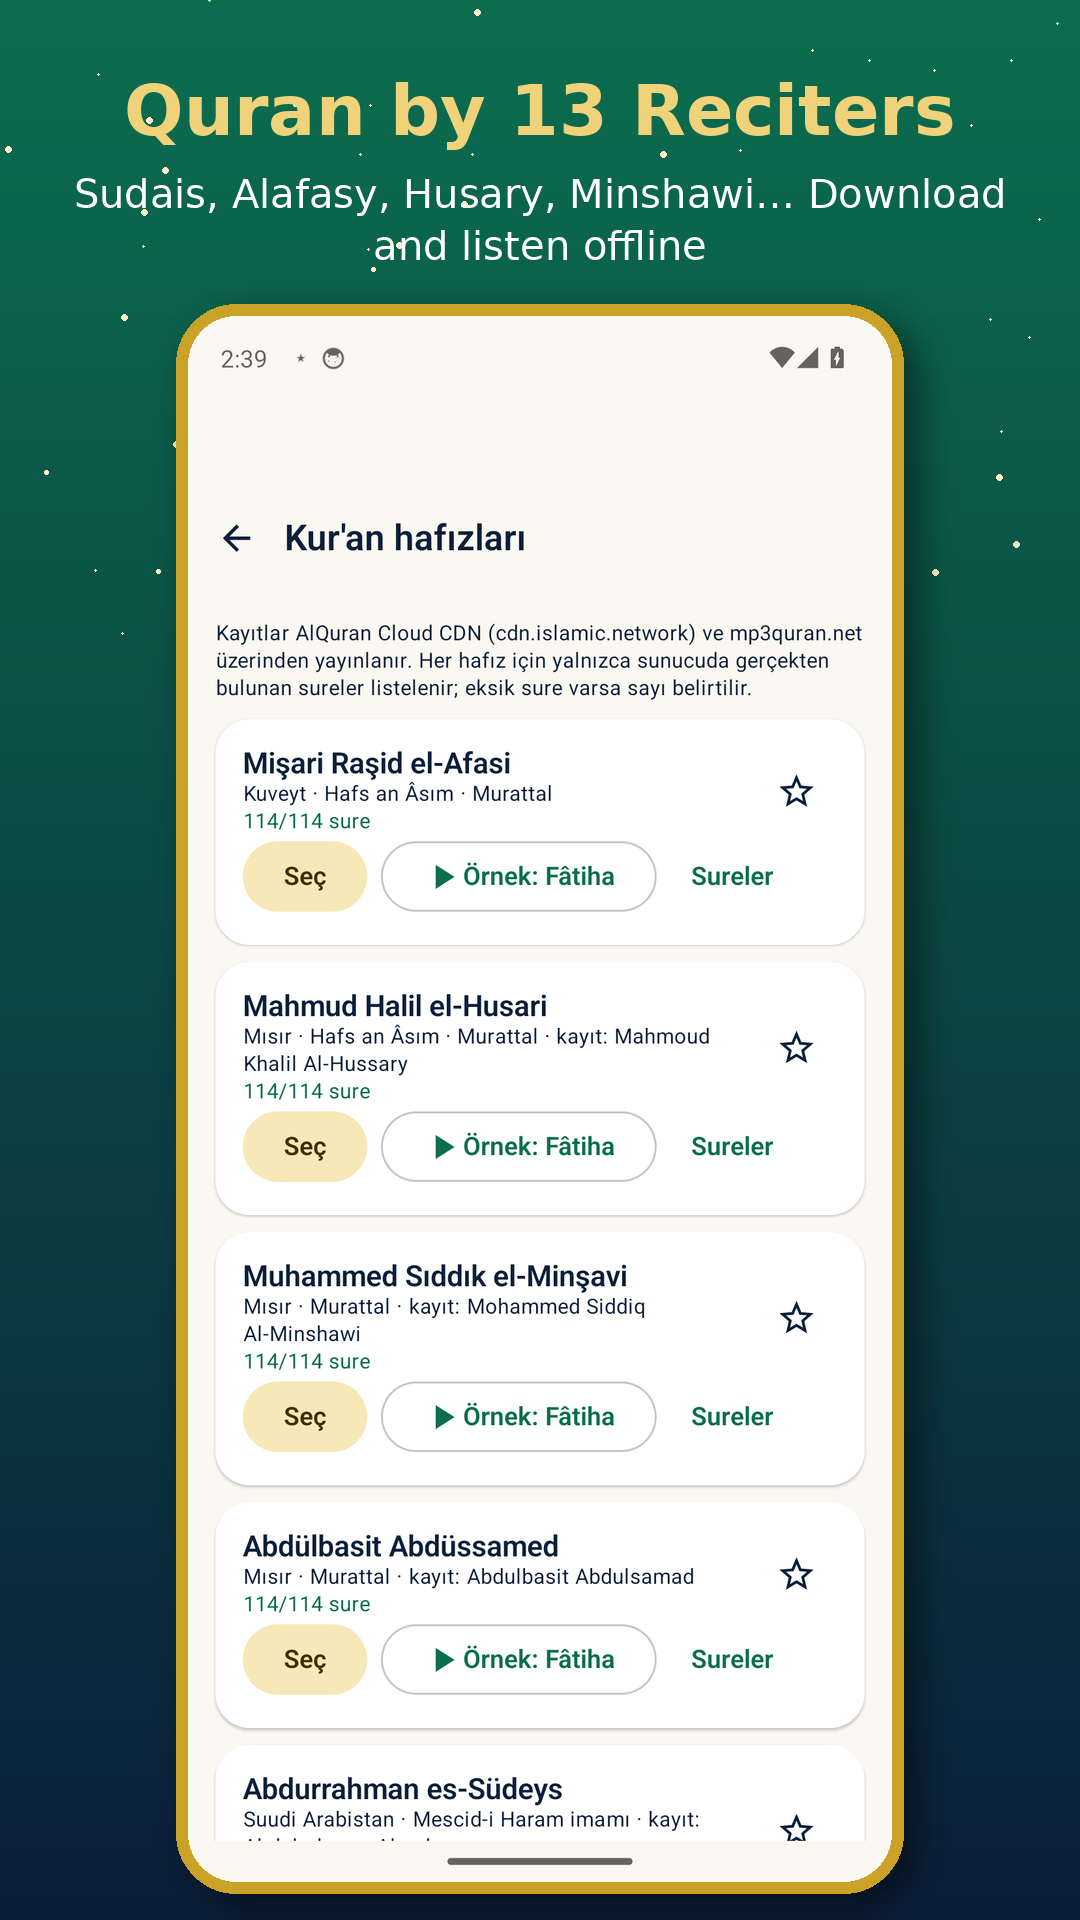 Quran by 13 Reciters
Sudais, Alafasy, Husary, Minshawi... Download
and listen offline
2:39
Kur'an hafızları
Kayıtlar AlQuran Cloud CDN (cdn.islamic.network) ve mp3quran.net
üzerinden yayınlanır. Her hafız için yalnızca sunucuda gerçekten
bulunan sureler listelenir; eksik sure varsa sayı belirtilir.
Mişari Raşid el-Afasi
Kuveyt · Hafs an Âsım · Murattal
114/114 sure
Seç
Örnek: Fâtiha
Sureler
Mahmud Halil el-Husari
Mısır · Hafs an Âsım · Murattal · kayıt: Mahmoud
Khalil Al-Hussary
114/114 sure
Seç
Örnek: Fâtiha
Sureler
Muhammed Sıddık el-Minşavi
Mısır · Murattal · kayıt: Mohammed Siddiq
Al-Minshawi
114/114 sure
Seç
Örnek: Fâtiha
Sureler
Abdülbasit Abdüssamed
Mısır · Murattal · kayıt: Abdulbasit Abdulsamad
114/114 sure
Seç
Örnek: Fâtiha
Sureler
Abdurrahman es-Südeys
Suudi Arabistan · Mescid-i Haram imamı · kayıt: